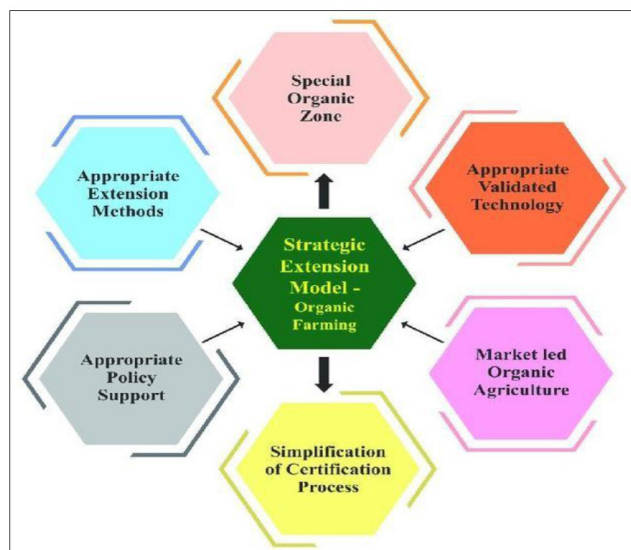 Special
Organic
Zone
Appropriate
Extension
Methods
Appropriate
Validated
Technology
Strategic
Extension
Model -
Organic
Farming
Appropriate
Policy
Support
Market led
Organic
Agriculture
Simplification
of Certification
Process